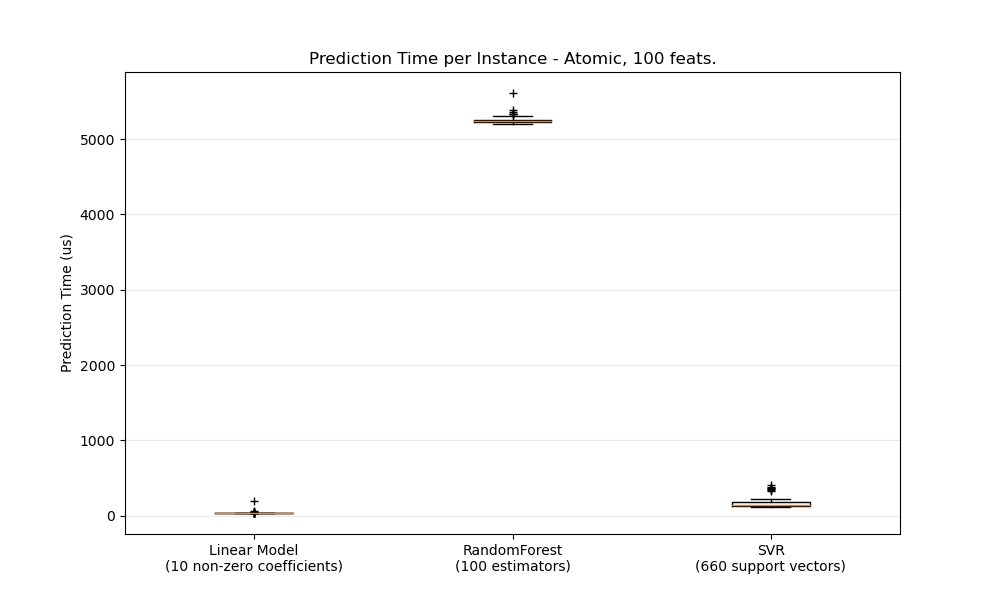 Prediction Time per Instance - Atomic, 100 feats.
Prediction Time (us)
5000
4000
3000
2000
1000
0
Linear Model
(10 non-zero coefficients)
RandomForest
(100 estimators)
SVR
(660 support vectors)